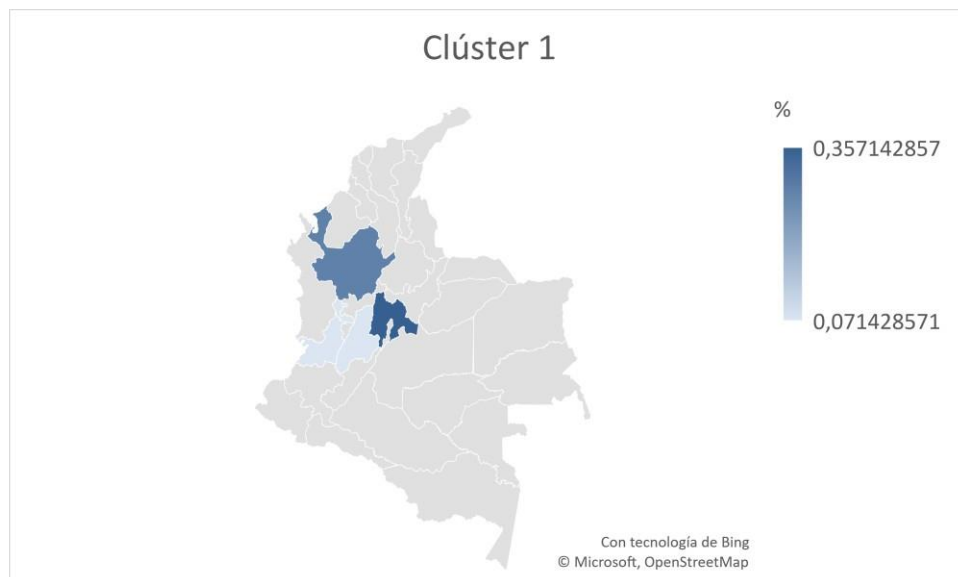 Clúster 1
%
0,357142857
0,071428571
Con tecnología de Bing
© Microsoft, OpenStreetMap